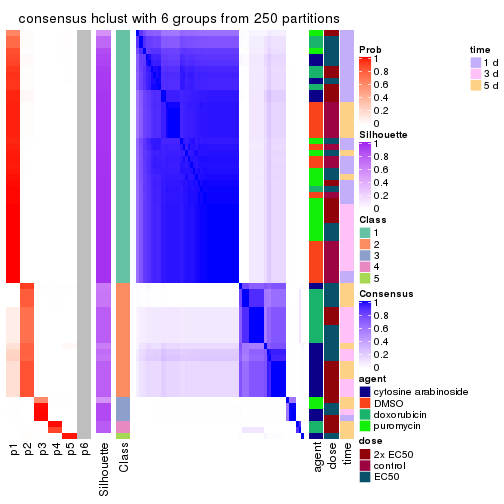 consensus hclust with 6 groups from 250 partitions
Prob
1
0.8
0.6
0.4
0.2
0
Silhouette
1
0.8
0.6
0.4
0.2
0
Class
1
2
3
4
5
Consensus
1
0.8
0.6
0.4
0.2
0
agent
cytosine arabinoside
DMSO
doxorubicin
puromycin
dose
2x EC50
control
EC50
time
1 d
3 d
5 d
p1
p2
p3
p4
p5
p6
Silhouette
Class
agent
dose
time